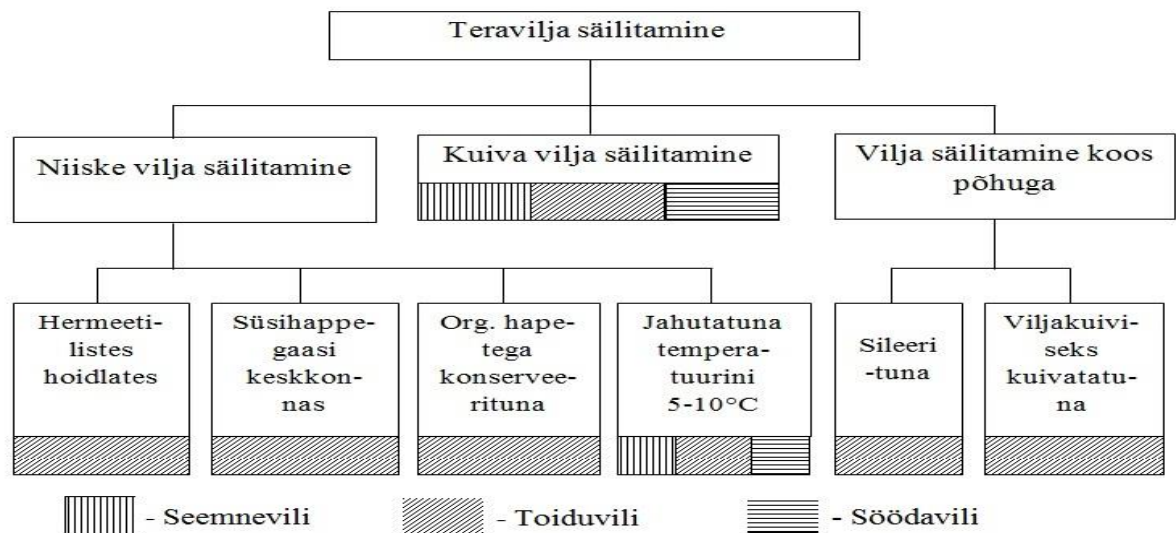 Teravilja säilitamine
Niiske vilja säilitamine
Kuiva vilja säilitamine
Vilja säilitamine koos
põhuga
Hermeeti-
listes
hoidlates
Süsihappe-
gaasi
keskkon-
nas
Org. hape-
tega
konservee-
rituna
Jahutatuna
tempera-
tuurini
5-10°C
Sileeri
-tuna
Viljakuivi-
seks
kuivatatu-
na
- Seemnevili
- Toiduvili
- Söödavili